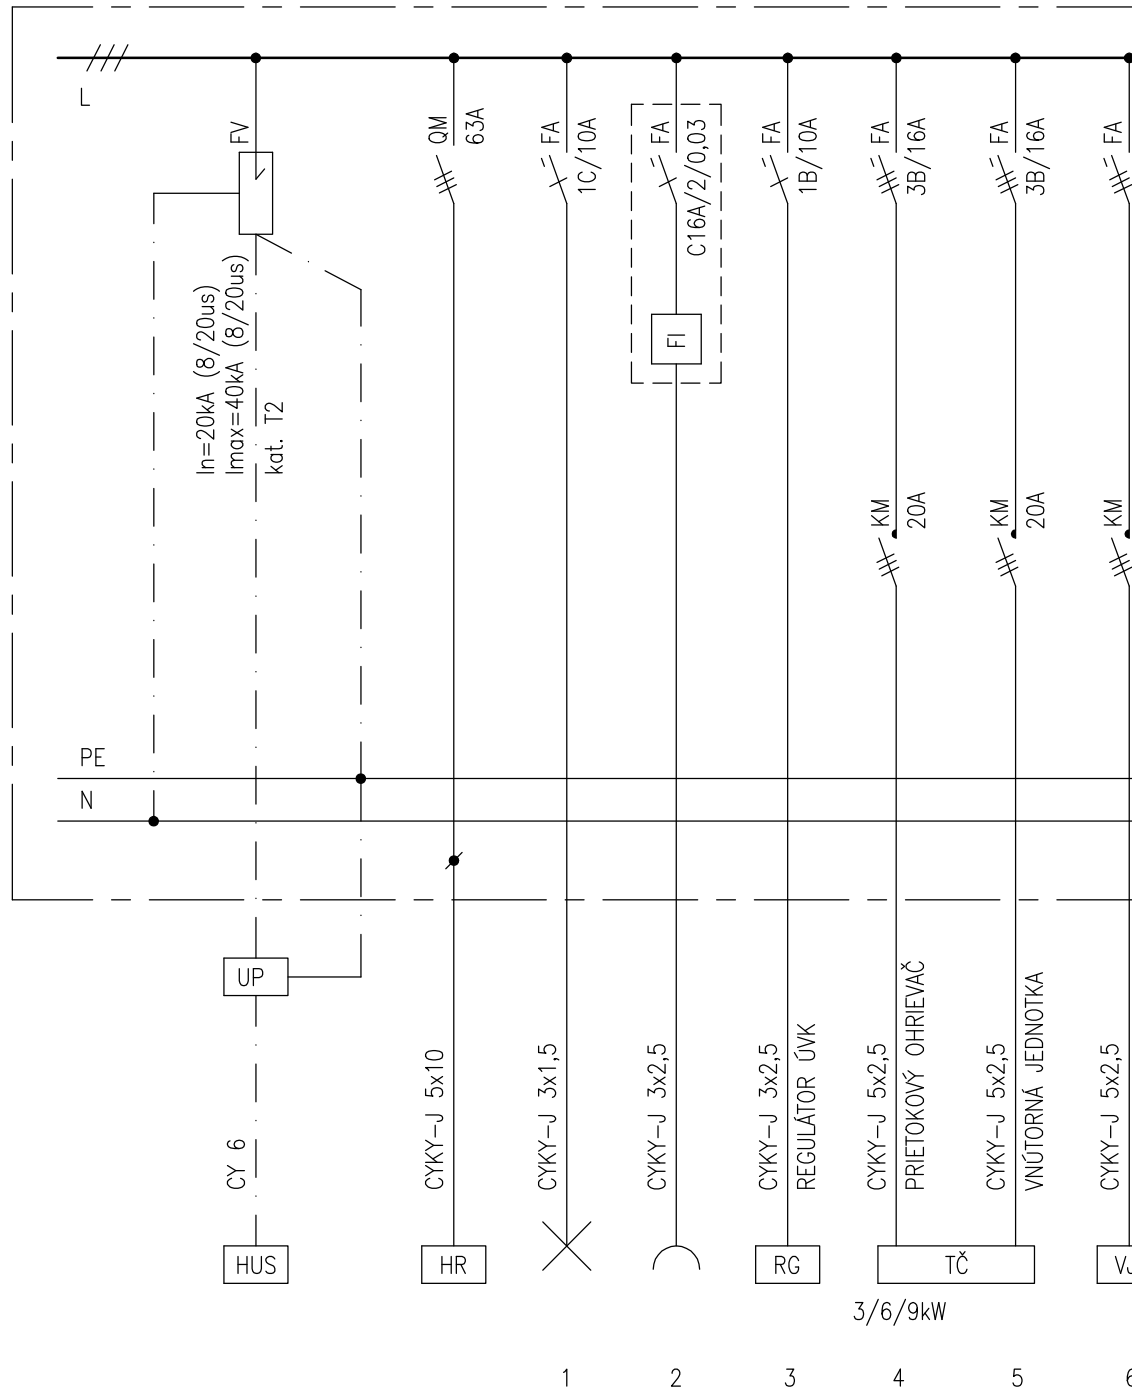 L
FV
In=20kA (8/20us)
Imax=40kA (8/20us)
kat. T2
QM
63A
FA
1C/10A
FA
C16A/2/0,03
FI
FA
1B/10A
FA
3B/16A
FA
3B/16A
FA
KM
20A
KM
20A
KM
PE
N
UP
CY 6
CYKY-J 5x10
CYKY-J 3x1,5
CYKY-J 3x2,5
CYKY-J 3x2,5
REGULÁTOR ÚVK
CYKY-J 5x2,5
PRIETOKOVÝ OHRIEVAČ
CYKY-J 5x2,5
VNÚTORNÁ JEDNOTKA
CYKY-J 5x2,5
HUS
HR
RG
TČ
3/6/9kW
1
2
3
4
5
6